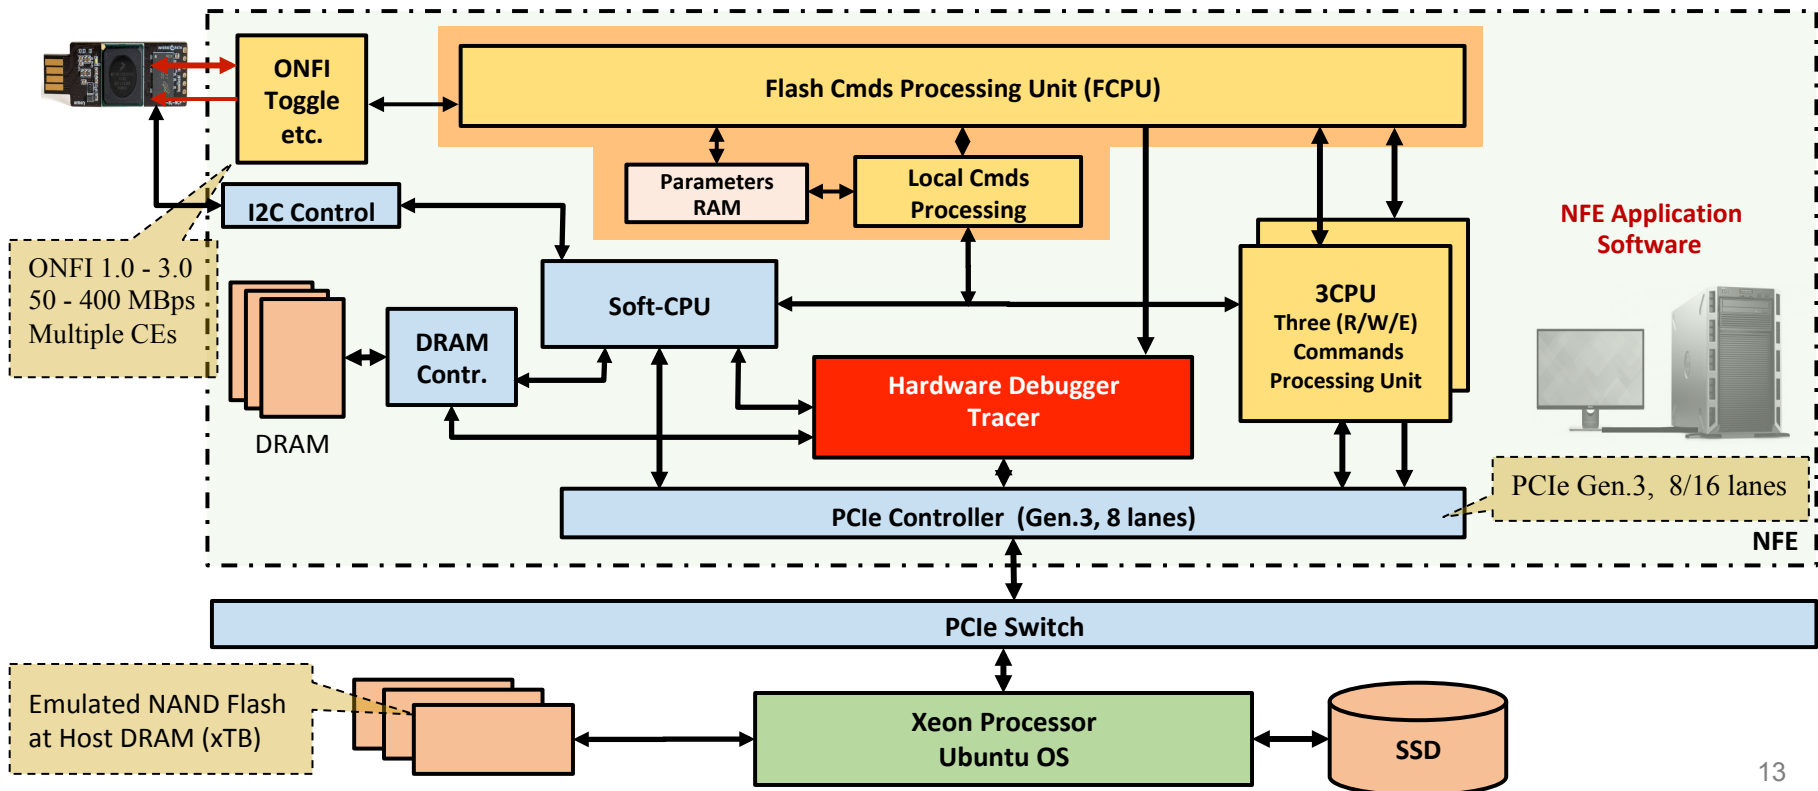 ONFI
Toggle
etc.
Flash Cmds Processing Unit (FCPU)
Parameters
RAM
Local Cmds
Processing
I2C Control
NFE Application
Software
ONFI 1.0 - 3.0
50 - 400 MBps
Multiple CEs
Soft-CPU
3CPU
Three (R/W/E)
Commands
Processing Unit
DRAM
Contr.
Hardware Debugger
Tracer
DRAM
PCIe Gen.3,  8/16 lanes
PCIe Controller  (Gen.3, 8 lanes)
NFE
PCIe Switch
Emulated NAND Flash
at Host DRAM (xTB)
Xeon Processor
Ubuntu OS
SSD
13